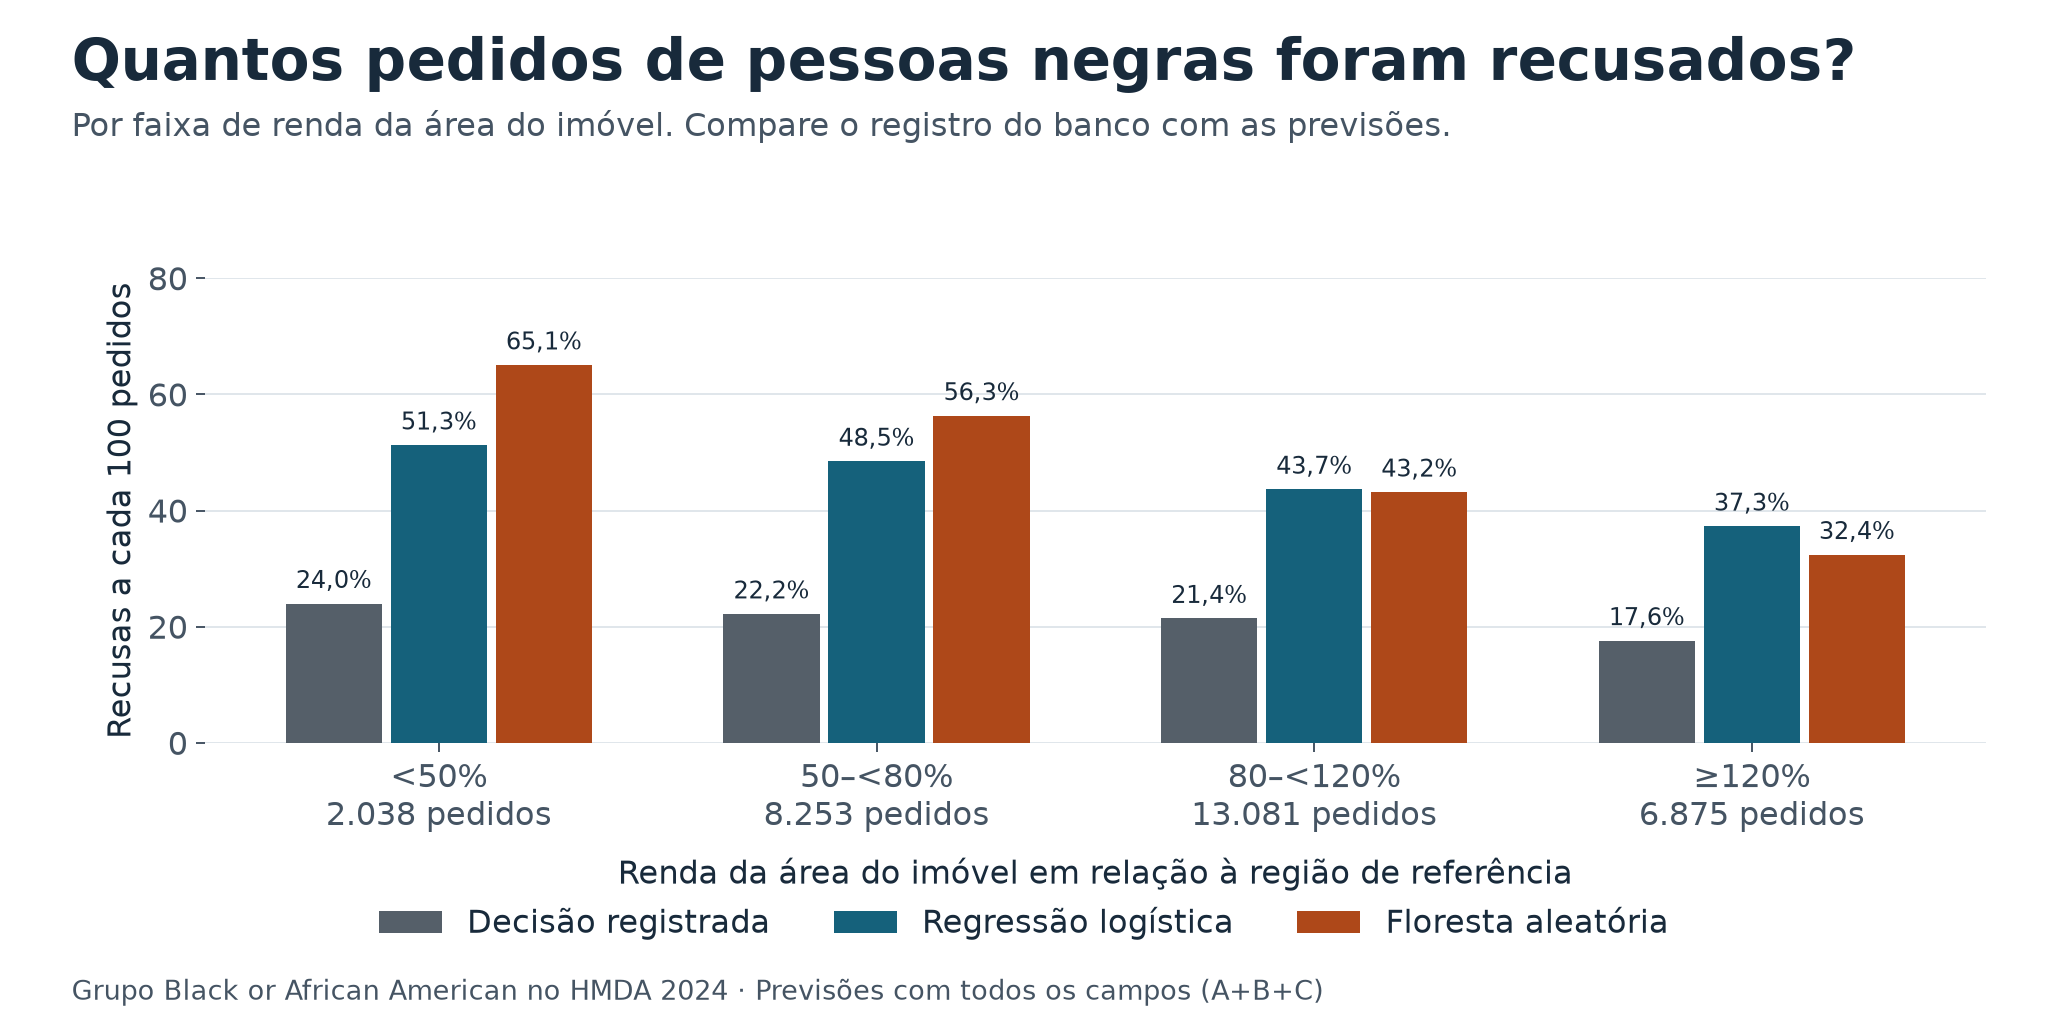 Quantos pedidos de pessoas negras foram recusados?
Por faixa de renda da área do imóvel. Compare o registro do banco com as previsões.
Recusas a cada 100 pedidos
80
60
40
20
0
24,0%
51,3%
65,1%
22,2%
48,5%
56,3%
21,4%
43,7%
43,2%
17,6%
37,3%
32,4%
<50%
2.038 pedidos
50–<80%
8.253 pedidos
80–<120%
13.081 pedidos
≥120%
6.875 pedidos
Renda da área do imóvel em relação à região de referência
Decisão registrada
Regressão logística
Floresta aleatória
Grupo Black or African American no HMDA 2024 · Previsões com todos os campos (A+B+C)